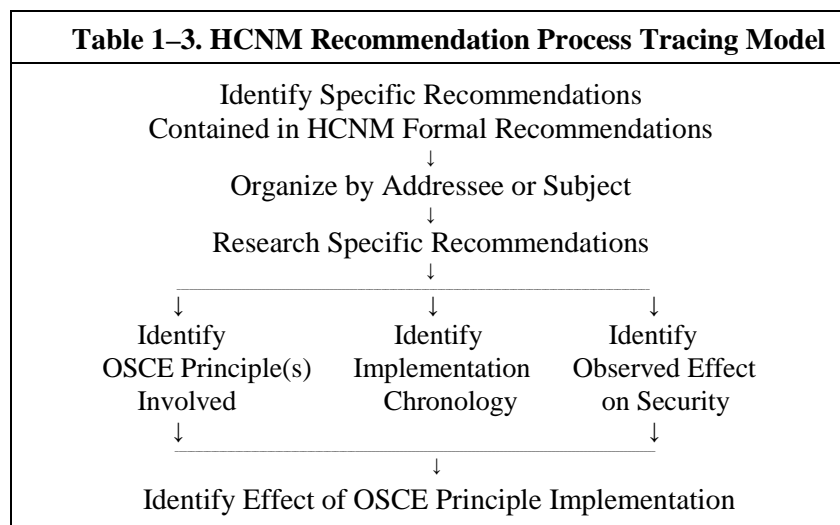 Table 1–3. HCNM Recommendation Process Tracing Model
Identify Specific Recommendations
Contained in HCNM Formal Recommendations
↓
Organize by Addressee or Subject
↓
Research Specific Recommendations
↓
↓ ↓ ↓
Identify Identify Identify
OSCE Principle(s) Implementation Observed Effect
Involved Chronology on Security
↓ ↓
↓
Identify Effect of OSCE Principle Implementation